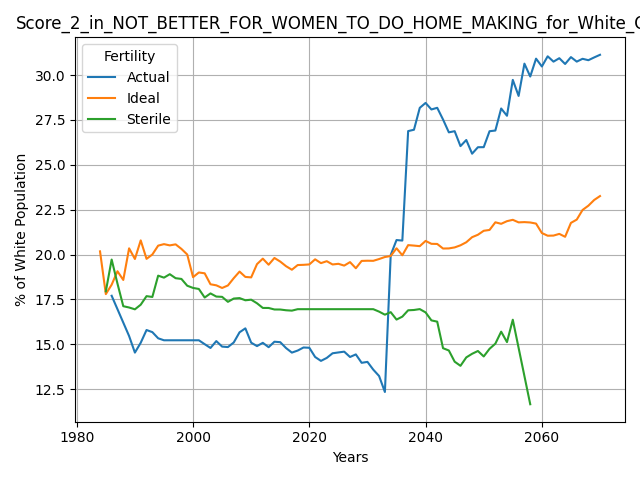 Score_2_in_NOT_BETTER_FOR_WOMEN_TO_DO_HOME_MAKING_for_White_
Fertility
Actual
Ideal
Sterile
30.0
27.5
25.0
22.5
20.0
17.5
15.0
12.5
% of White Population
1980
2000
2020
2040
2060
Years